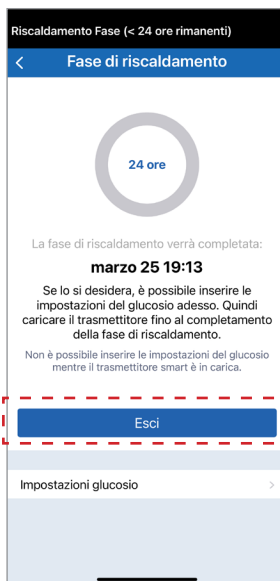 Riscaldamento Fase (< 24 ore rimanenti)
Fase di riscaldamento
24 ore
La fase di riscaldamento verrà completata:
marzo 25 19:13
Se lo si desidera, è possibile inserire le
impostazioni del glucosio adesso. Quindi
caricare il trasmettitore fino al completamento
della fase di riscaldamento.
Non è possibile inserire le impostazioni del glucosio
mentre il trasmettitore smart è in carica.
Esci
Impostazioni glucosio